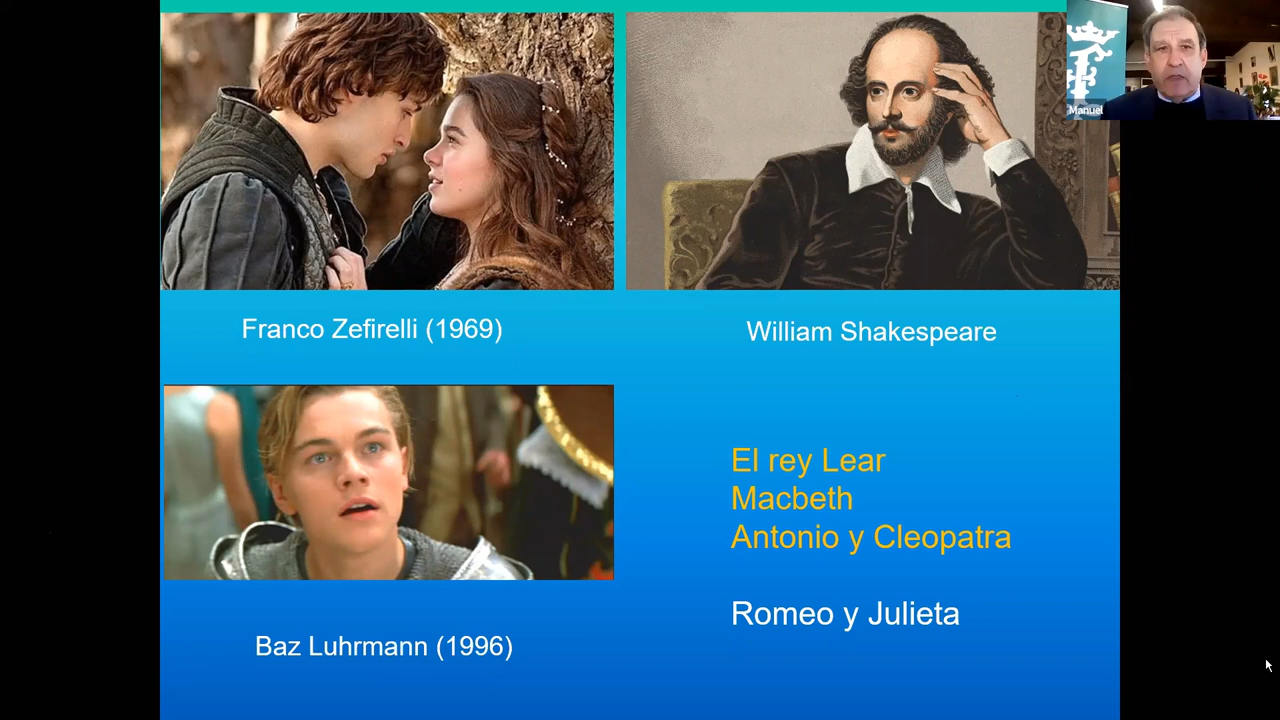 Manuel
Franco Zefirelli (1969)
William Shakespeare
El rey Lear
Macbeth
Antonio y Cleopatra
Romeo y Julieta
Baz Luhrmann (1996)